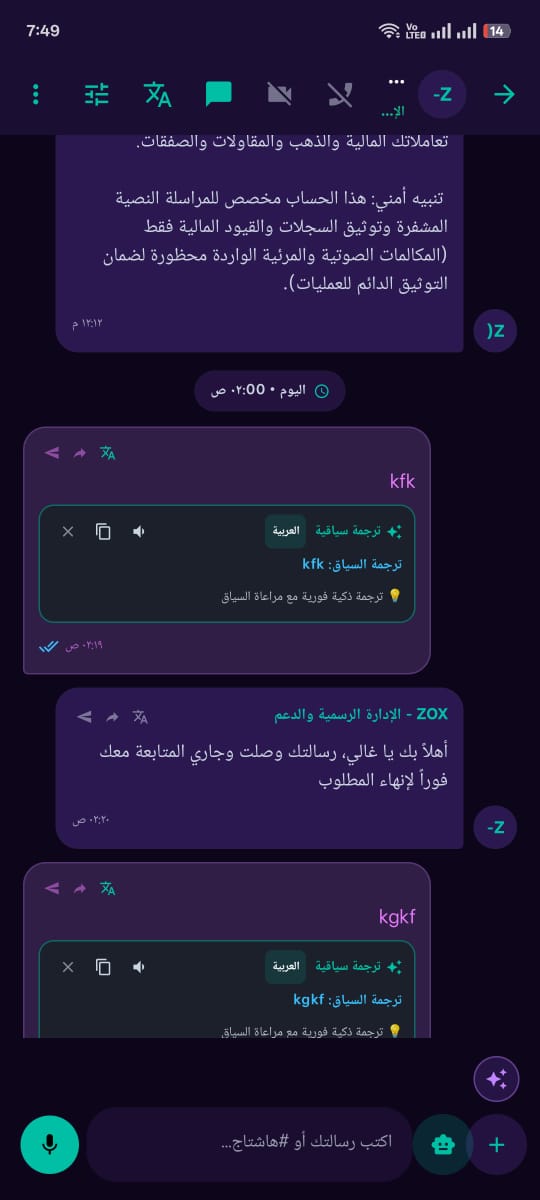 7:49
Vo
LTE
14
-Z
...
الإ...
تعاملاتك المالية والذهب والمقاولات والصفقات.
تنبيه أمني: هذا الحساب مخصص للمراسلة النصية
المشفرة وتوثيق السجلات والقيود المالية فقط
(المكالمات الصوتية والمرئية الواردة محظورة لضمان
التوثيق الدائم للعمليات).
١٢:١٢ م
Z(
اليوم • ٠٢:00 ص
kfk
ترجمة سياقية
العربية
ترجمة السياق: kfk
ترجمة ذكية فورية مع مراعاة السياق
٠٢:١٩ ص
ZOX - الإدارة الرسمية والدعم
أهلاً بك يا غالي، رسالتك وصلت وجاري المتابعة معك
فوراً لإنهاء المطلوب
٠٢:٢٠ ص
-Z
kgkf
ترجمة سياقية
العربية
ترجمة السياق: kgkf
ترجمة ذكية فورية مع مراعاة السياق
اكتب رسالتك أو #هاشتاج...